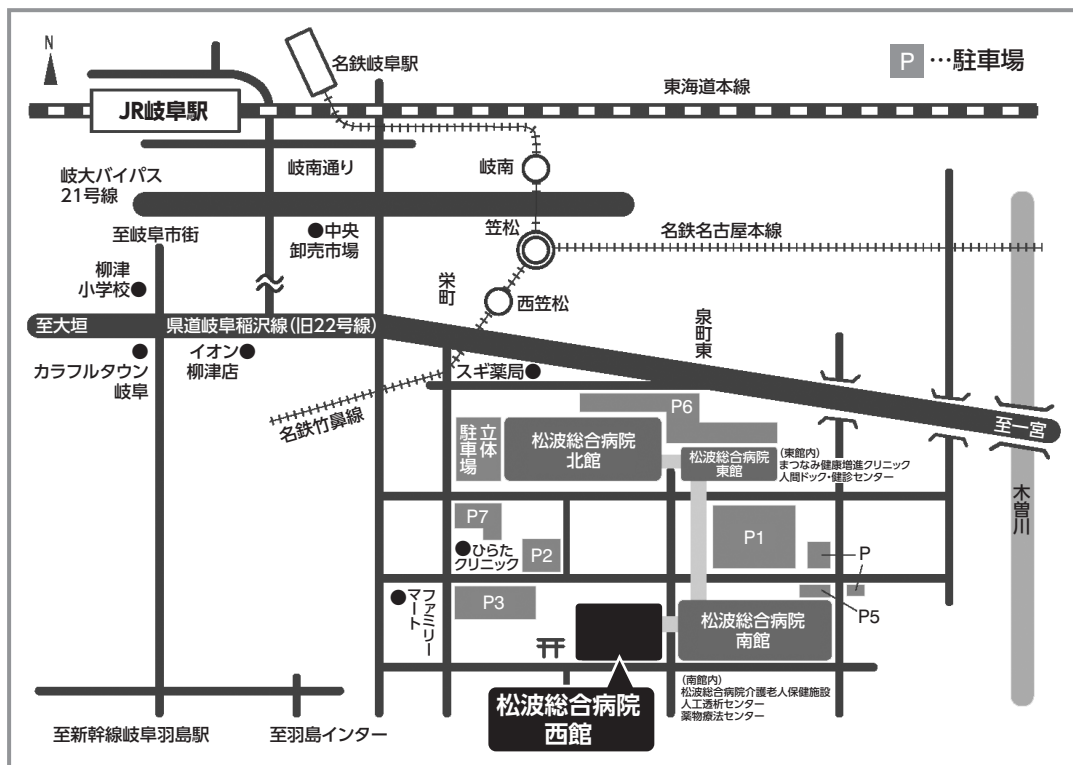 N
名鉄岐阜駅
P …駐車場
東海道本線
JR岐阜駅
岐南通り
岐南
岐大バイパス
21号線
至岐阜市街
●中央
卸売市場
笠松
名鉄名古屋本線
柳津
小学校●
栄町
西笠松
泉町東
至大垣
県道岐阜稲沢線(旧22号線)
カラフルタウン
岐阜
イオン●
柳津店
スギ薬局●
名鉄竹鼻線
至一宮
木曽川
立体
駐車場
松波総合病院
北館
P6
松波総合病院
東館
(東館内)
まつなみ健康増進クリニック
人間ドック・健診センター
P7
●ひらた
クリニック
P2
P1
P
P5
ファミリー
マート
P3
松波総合病院
南館
松波総合病院
西館
(南館内)
松波総合病院介護老人保健施設
人工透析センター
薬物療法センター
至新幹線岐阜羽島駅
至羽島インター